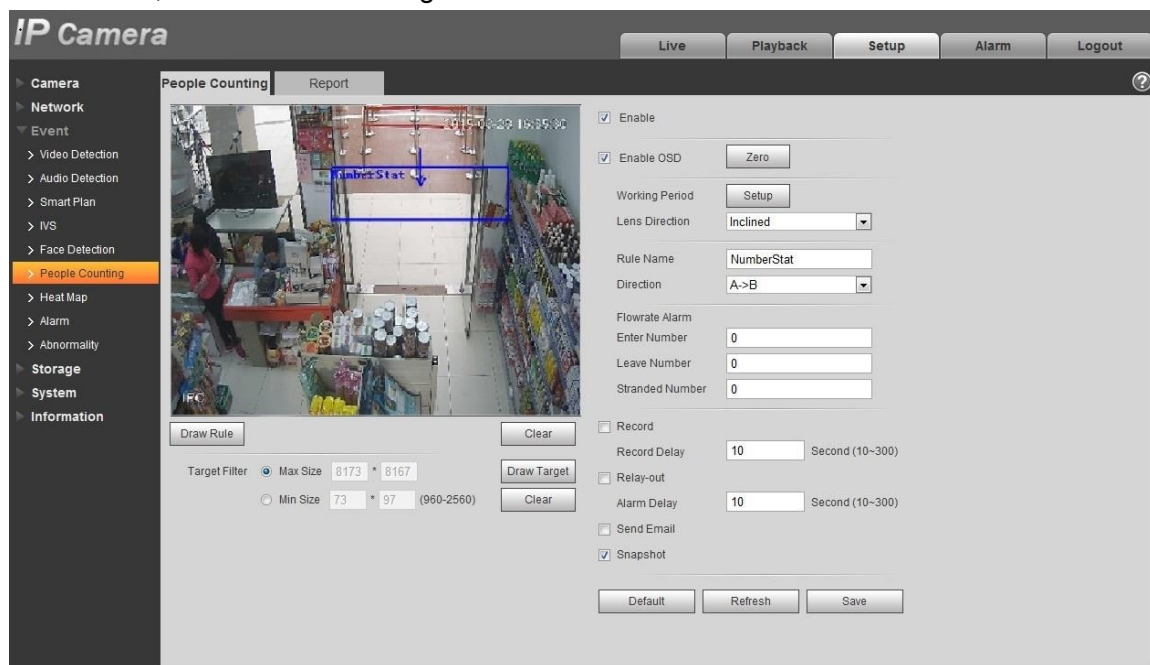 IP Camera
Live Playback Setup Alarm Logout
Camera
Network
Event
Video Detection
Audio Detection
Smart Plan
IVS
Face Detection
People Counting
Heat Map
Alarm
Abnormality
Storage
System
Information
People Counting Report
NumberStat
IPC
Draw Rule Clear
Target Filter Max Size 8173 * 8167 Draw Target
Min Size 73 * 97 (960-2560) Clear
Enable
Enable OSD Zero
Working Period Setup
Lens Direction Inclined
Rule Name NumberStat
Direction A->B
Flowrate Alarm
Enter Number 0
Leave Number 0
Stranded Number 0
Record
Record Delay 10 Second (10~300)
Relay-out
Alarm Delay 10 Second (10~300)
Send Email
Snapshot
Default Refresh Save